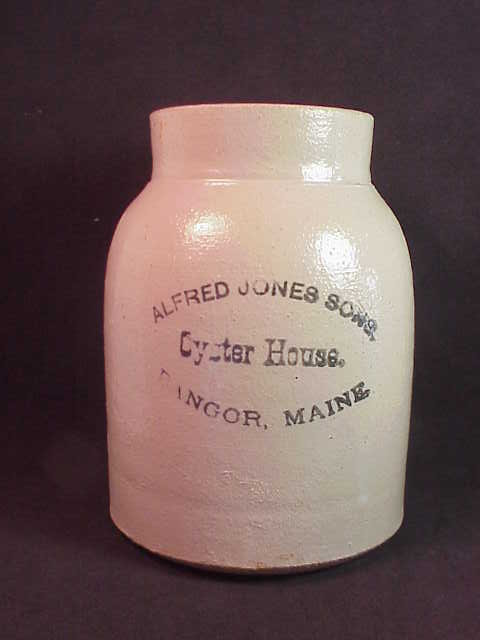 ALFRED JONES SONS,
Oyster House.
BANGOR, MAINE